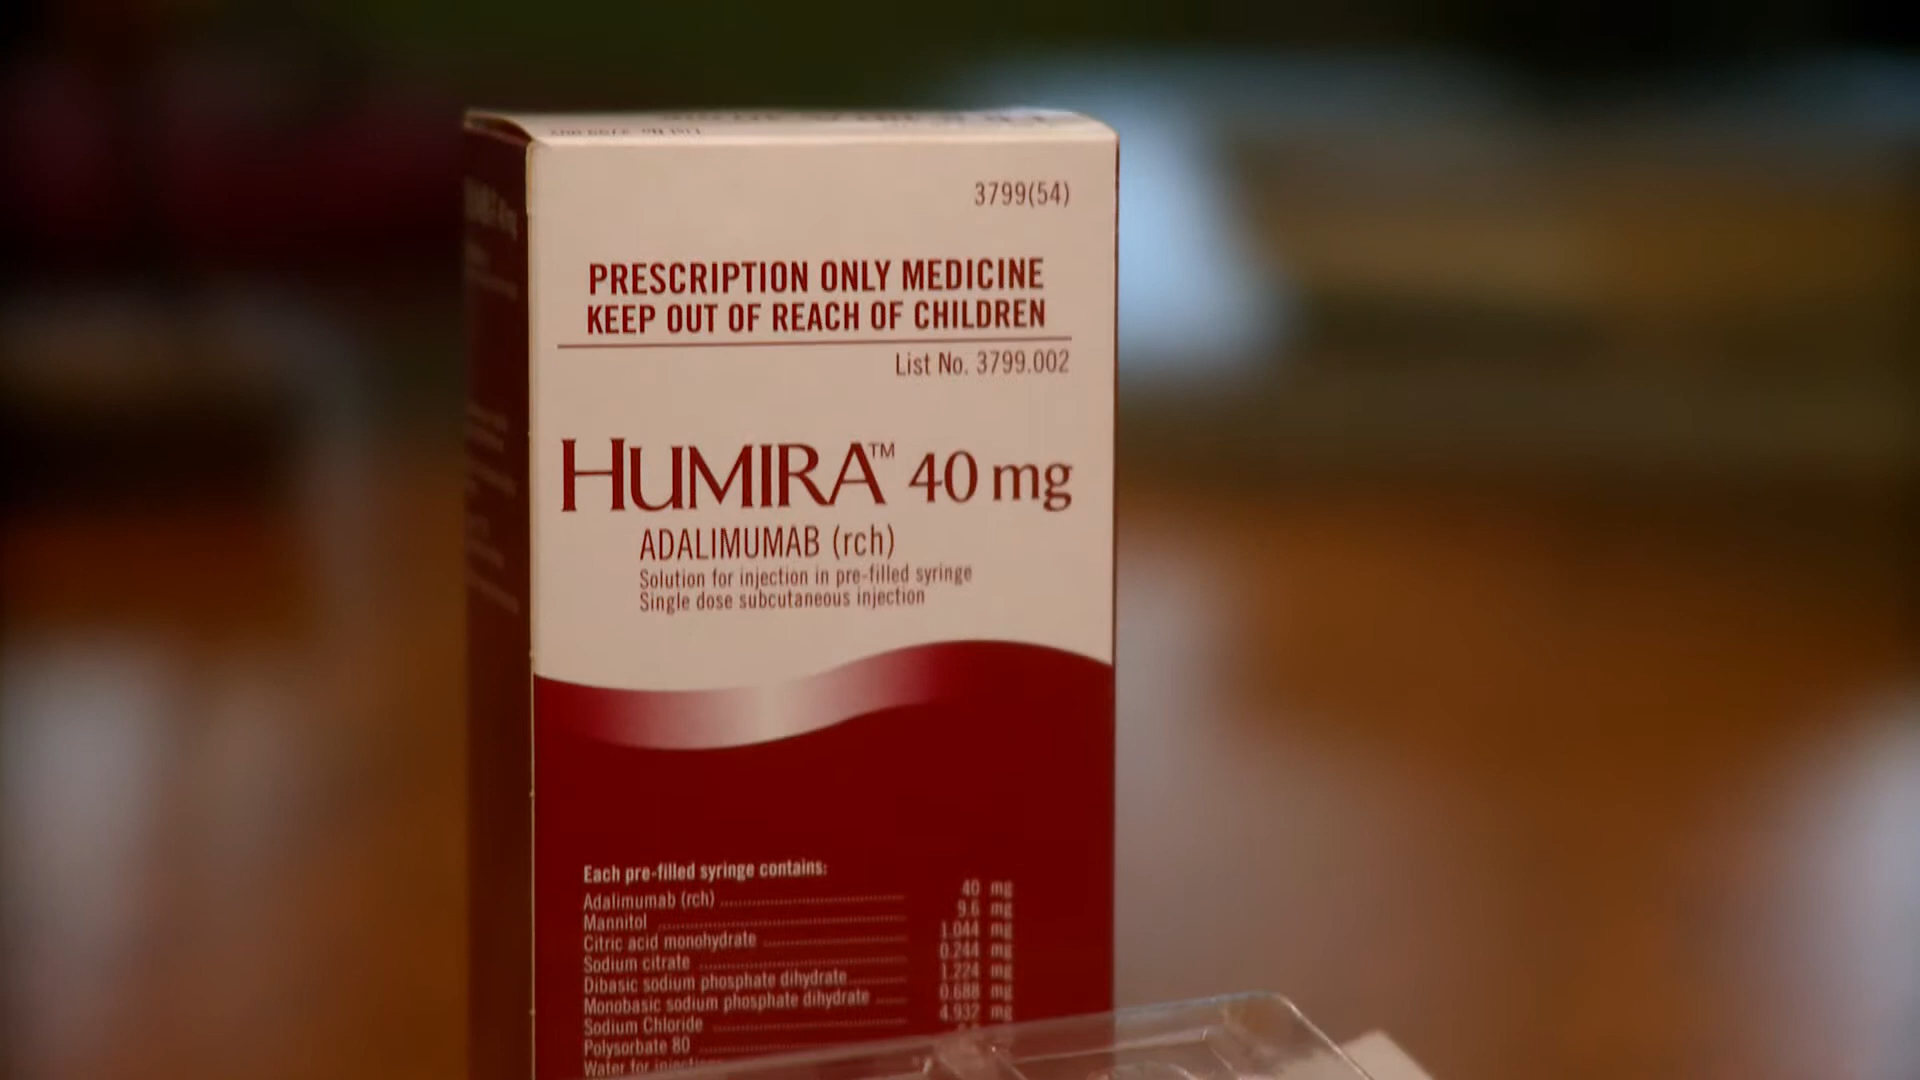 3799(54)
PRESCRIPTION ONLY MEDICINE
KEEP OUT OF REACH OF CHILDREN
List No. 3799.002
HUMIRA™ 40 mg
ADALIMUMAB (rch)
Solution for injection in pre-filled syringe
Single dose subcutaneous injection
Each pre-filled syringe contains:
Adalimumab (rch) 40 mg
Mannitol 9.6 mg
Citric acid monohydrate 1.044 mg
Sodium citrate 0.244 mg
Dibasic sodium phosphate dihydrate 1.224 mg
Monobasic sodium phosphate dihydrate 0.688 mg
Sodium Chloride 4.932 mg
Polysorbate 80
Water for